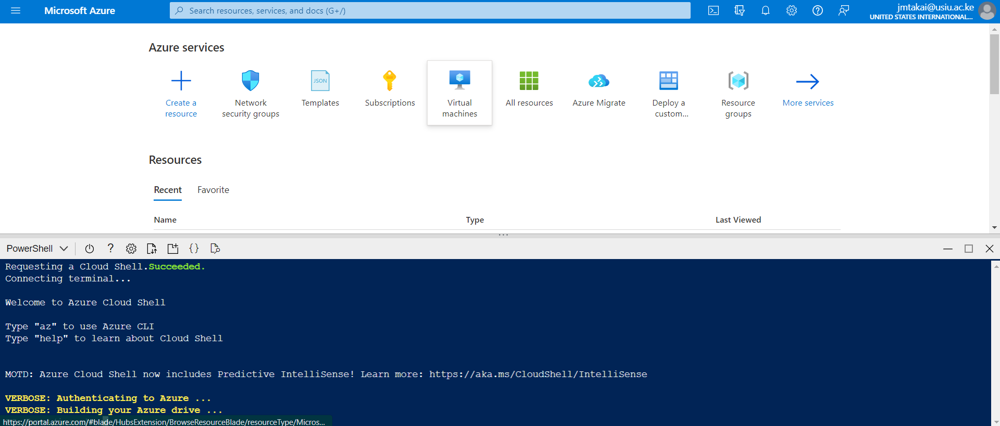 Microsoft Azure
Search resources, services, and docs (G+/)
jmtakai@usiu.ac.ke
UNITED STATES INTERNATIONAL...
Azure services
Create a
resource
Network
security groups
JSON
Templates
Subscriptions
Virtual
machines
All resources
Azure Migrate
Deploy a
custom...
Resource
groups
More services
Resources
Recent Favorite
Name Type Last Viewed
PowerShell
Requesting a Cloud Shell.Succeeded.
Connecting terminal...
Welcome to Azure Cloud Shell
Type "az" to use Azure CLI
Type "help" to learn about Cloud Shell
MOTD: Azure Cloud Shell now includes Predictive IntelliSense! Learn more: https://aka.ms/CloudShell/IntelliSense
VERBOSE: Authenticating to Azure ...
VERBOSE: Building your Azure drive ...
https://portal.azure.com/#blade/HubsExtension/BrowseResourceBlade/resourceType/Micros...